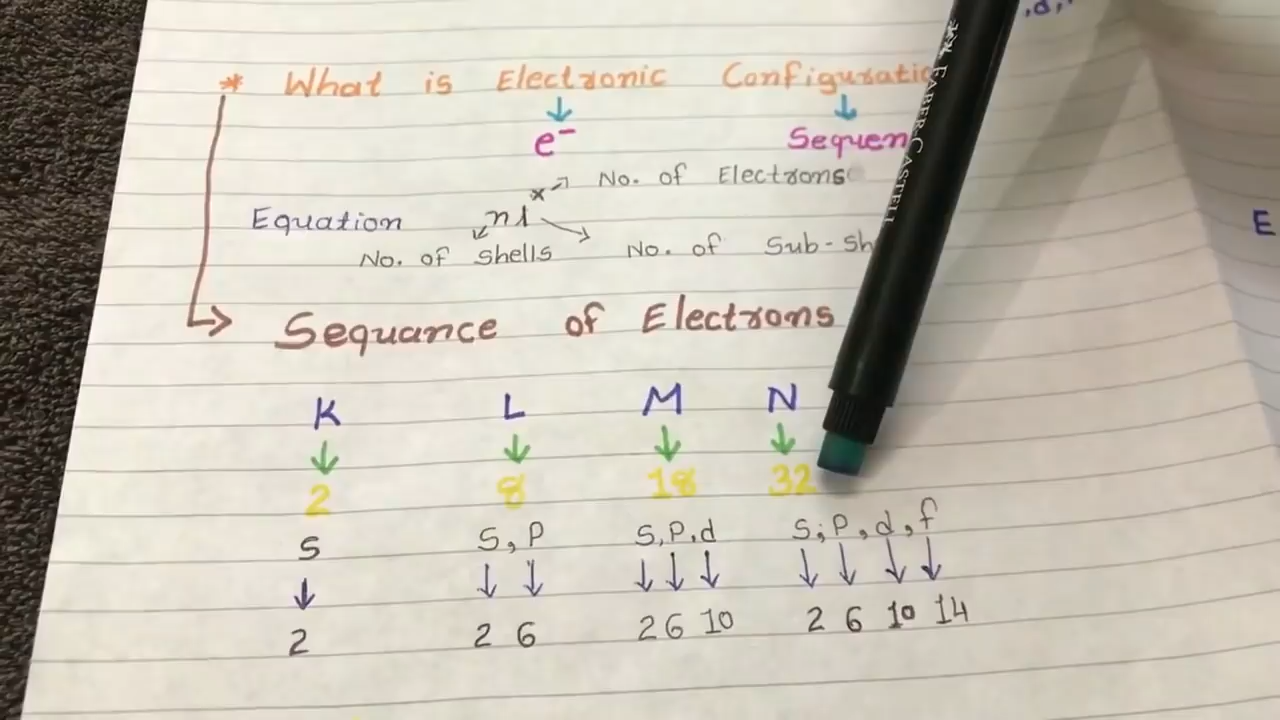 * What is Electronic Configuratio
e⁻ Sequen
x No. of Electrons
Equation nl
No. of Shells No. of Sub-Sh
Sequance of Electrons
K L M N
2 8 18 32
S S, P S, P, d S, P, d, f
2 2 6 2 6 10 2 6 10 14
FABER-CASTELL
E